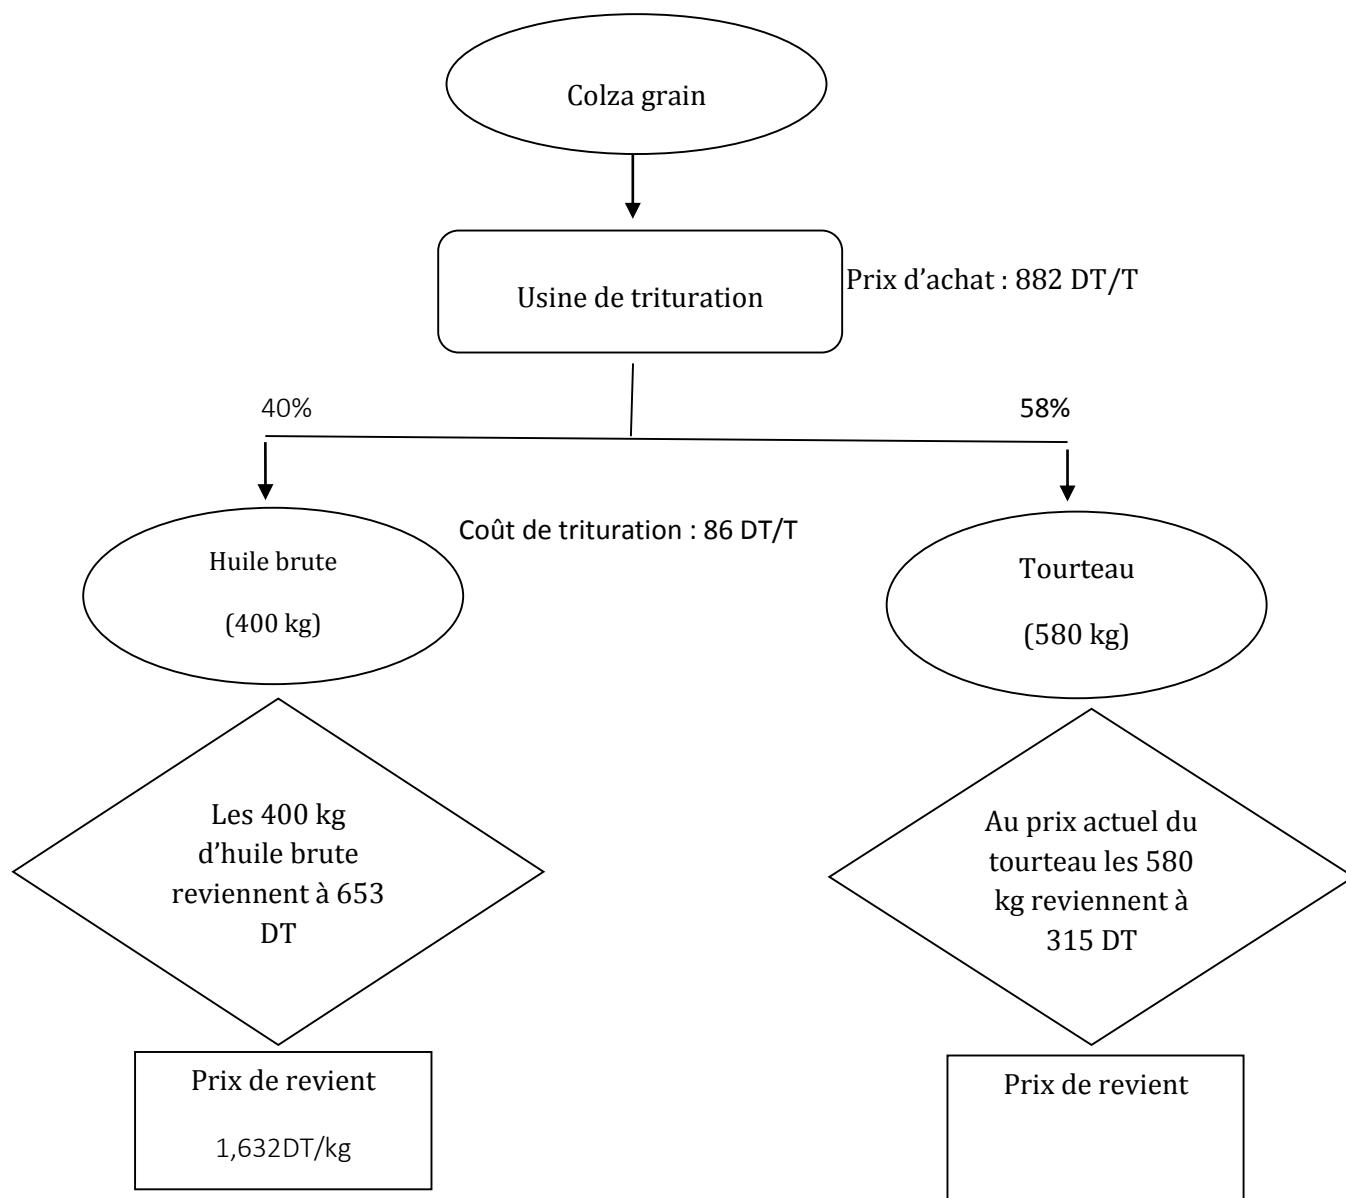 Colza grain
Usine de trituration
Prix d’achat : 882 DT/T
40%
58%
Coût de trituration : 86 DT/T
Huile brute
(400 kg)
Tourteau
(580 kg)
Les 400 kg
d’huile brute
reviennent à 653
DT
Au prix actuel du
tourteau les 580
kg reviennent à
315 DT
Prix de revient
1,632DT/kg
Prix de revient